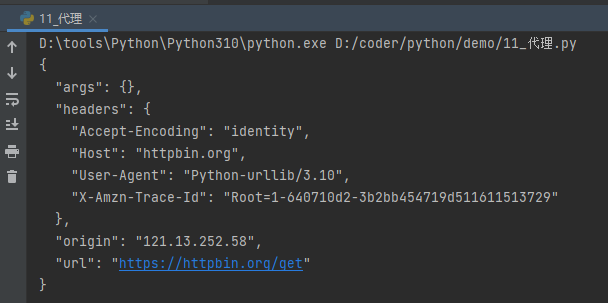 11_代理
D:\tools\Python\Python310\python.exe D:/coder/python/demo/11_代理.py
{
  "args": {},
  "headers": {
    "Accept-Encoding": "identity",
    "Host": "httpbin.org",
    "User-Agent": "Python-urllib/3.10",
    "X-Amzn-Trace-Id": "Root=1-640710d2-3b2bb454719d511611513729"
  },
  "origin": "121.13.252.58",
  "url": "https://httpbin.org/get"
}